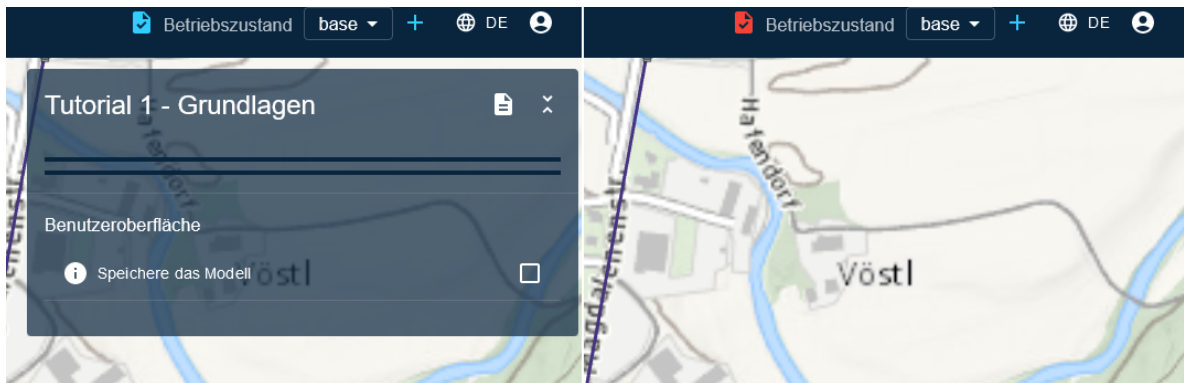 Betriebszustand base DE
Tutorial 1 - Grundlagen
Hafendorf
Benutzeroberfläche
Speichere das Modell
Vöstl
Betriebszustand base DE
Hafendorf
Vöstl